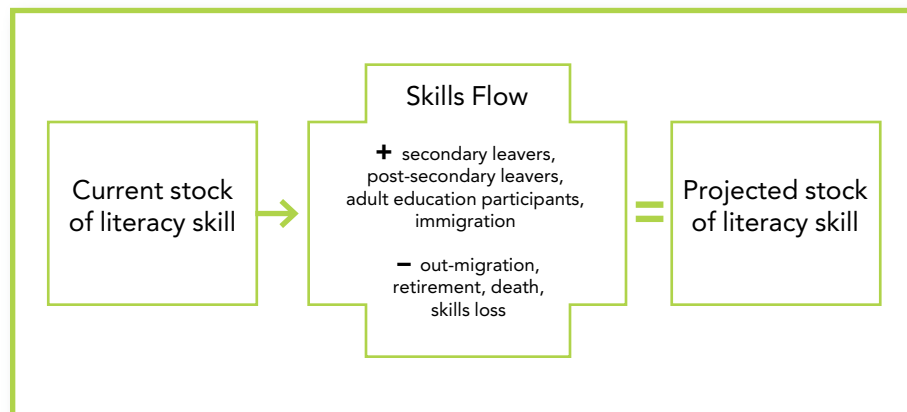 Skills Flow
Current stock
of literacy skill
+ secondary leavers,
post-secondary leavers,
adult education participants,
immigration
– out-migration,
retirement, death,
skills loss
=
Projected stock
of literacy skill